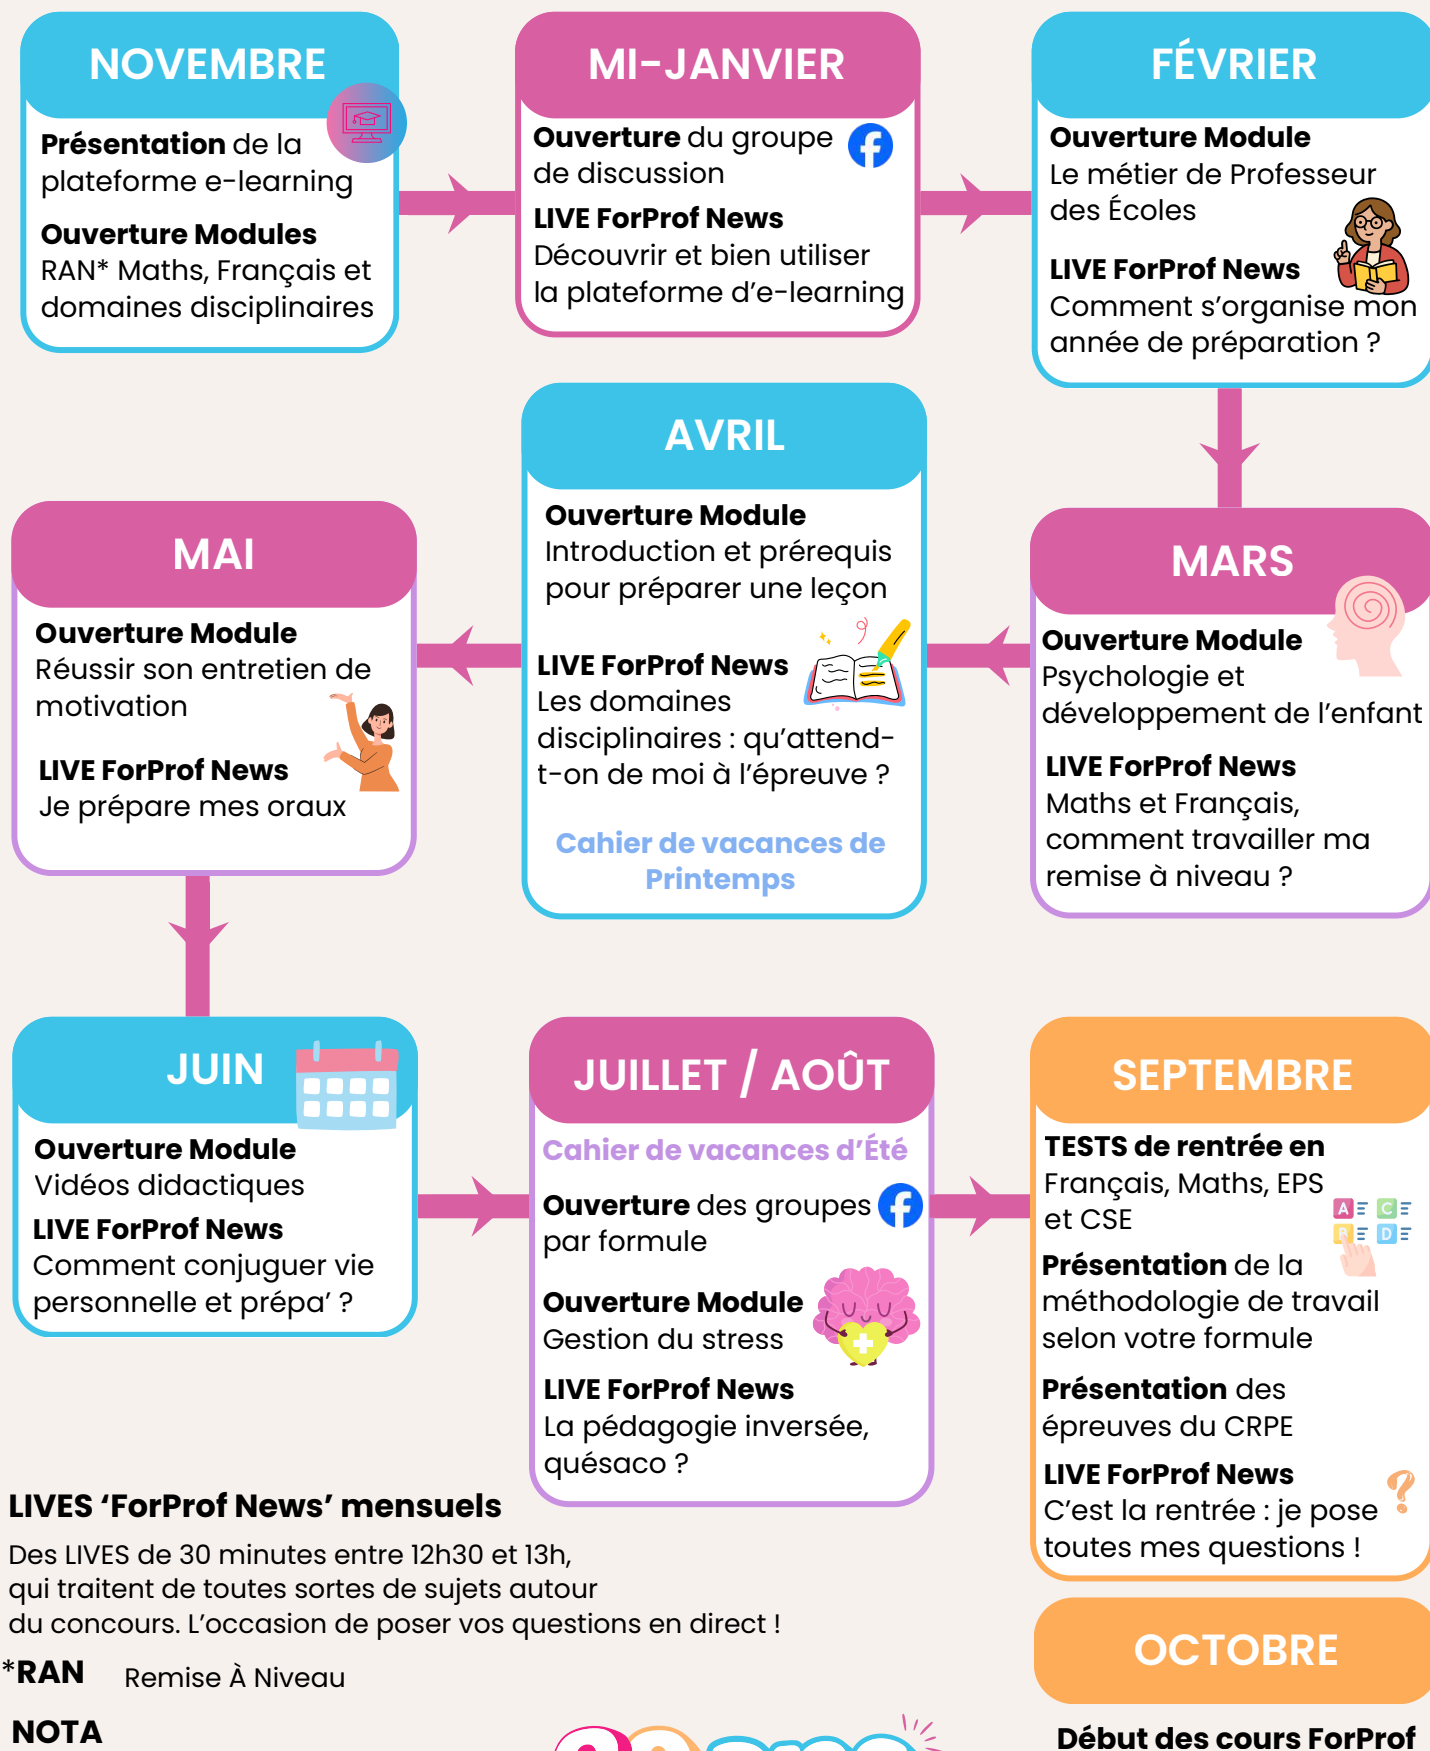 NOVEMBRE
Présentation de la
plateforme e-learning
Ouverture Modules
RAN* Maths, Français et
domaines disciplinaires
MI-JANVIER
Ouverture du groupe
de discussion
LIVE ForProf News
Découvrir et bien utiliser
la plateforme d’e-learning
FÉVRIER
Ouverture Module
Le métier de Professeur
des Écoles
LIVE ForProf News
Comment s’organise mon
année de préparation ?
MARS
Ouverture Module
Psychologie et
développement de l’enfant
LIVE ForProf News
Maths et Français,
comment travailler ma
remise à niveau ?
AVRIL
Ouverture Module
Introduction et prérequis
pour préparer une leçon
LIVE ForProf News
Les domaines
disciplinaires : qu’attend-
t-on de moi à l’épreuve ?
Cahier de vacances de
Printemps
MAI
Ouverture Module
Réussir son entretien de
motivation
LIVE ForProf News
Je prépare mes oraux
JUIN
Ouverture Module
Vidéos didactiques
LIVE ForProf News
Comment conjuguer vie
personnelle et prépa’ ?
JUILLET / AOÛT
Cahier de vacances d’Été
Ouverture des groupes
par formule
Ouverture Module
Gestion du stress
LIVE ForProf News
La pédagogie inversée,
quésaco ?
SEPTEMBRE
TESTS de rentrée en
Français, Maths, EPS
et CSE
A C
B D
Présentation de la
méthodologie de travail
selon votre formule
Présentation des
épreuves du CRPE
LIVE ForProf News
C’est la rentrée : je pose
toutes mes questions !
OCTOBRE
Début des cours ForProf
LIVES ‘ForProf News’ mensuels
Des LIVES de 30 minutes entre 12h30 et 13h,
qui traitent de toutes sortes de sujets autour
du concours. L’occasion de poser vos questions en direct !
*RAN Remise À Niveau
NOTA